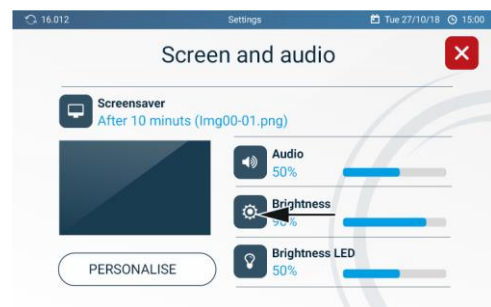 16.012 Settings Tue 27/10/18 15:00
Screen and audio
Screensaver
After 10 minuts (Img00-01.png)
Audio
50%
Brightness
90%
Brightness LED
50%
PERSONALISE